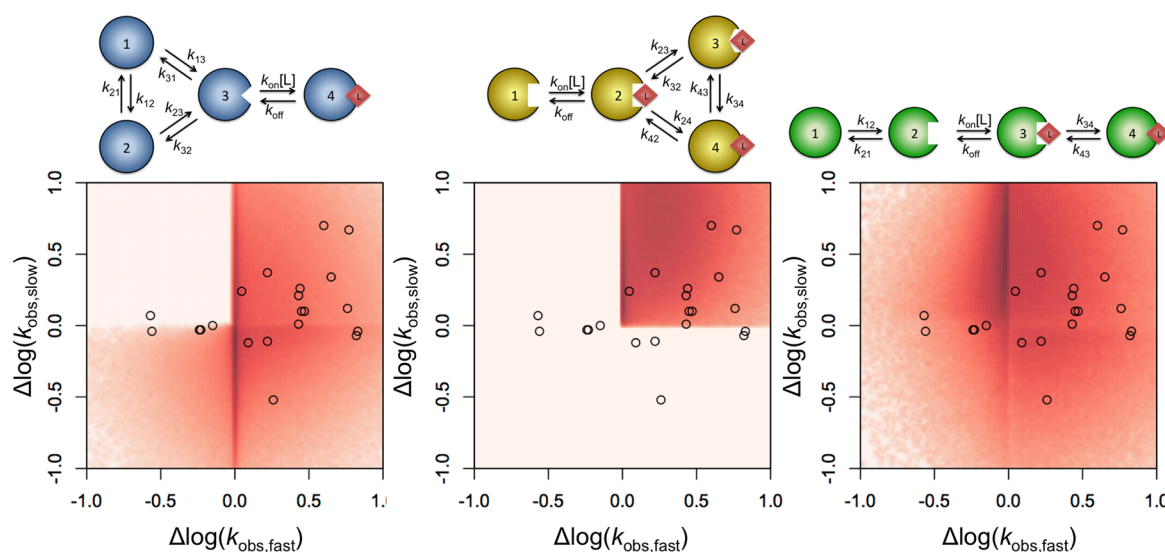 1
k13
k31
3
kon[L]
koff
4
L
k21
k12
k23
k32
2
1
kon[L]
koff
2
L
k23
k32
3
L
k43
k34
k24
k42
4
L
1
k12
k21
2
kon[L]
koff
3
L
k34
k43
4
L
Δlog(kobs,slow)
1.0
0.5
0.0
-0.5
-1.0
-1.0 -0.5 0.0 0.5 1.
Δlog(kobs,fast)
Δlog(kobs,slow)
1.0
0.5
0.0
-0.5
-1.0
-1.0 -0.5 0.0 0.5 1.0
Δlog(kobs,fast)
Δlog(kobs,slow)
1.0
0.5
0.0
-0.5
-1.0
-1.0 -0.5 0.0 0.5 1.0
Δlog(kobs,fast)